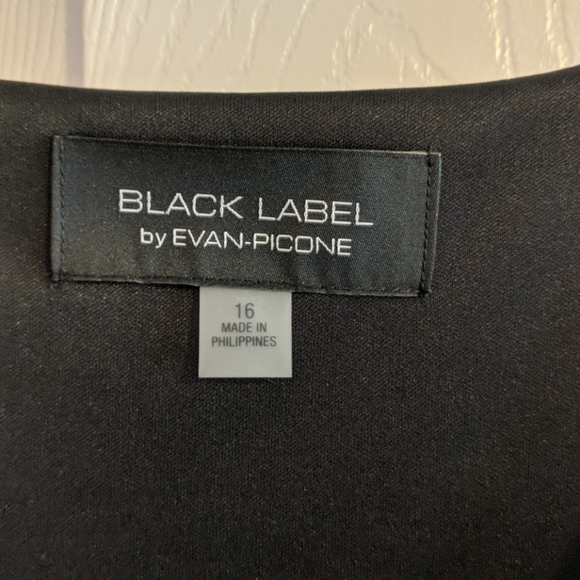 BLACK LABEL
by EVAN-PICONE
16
MADE IN
PHILIPPINES